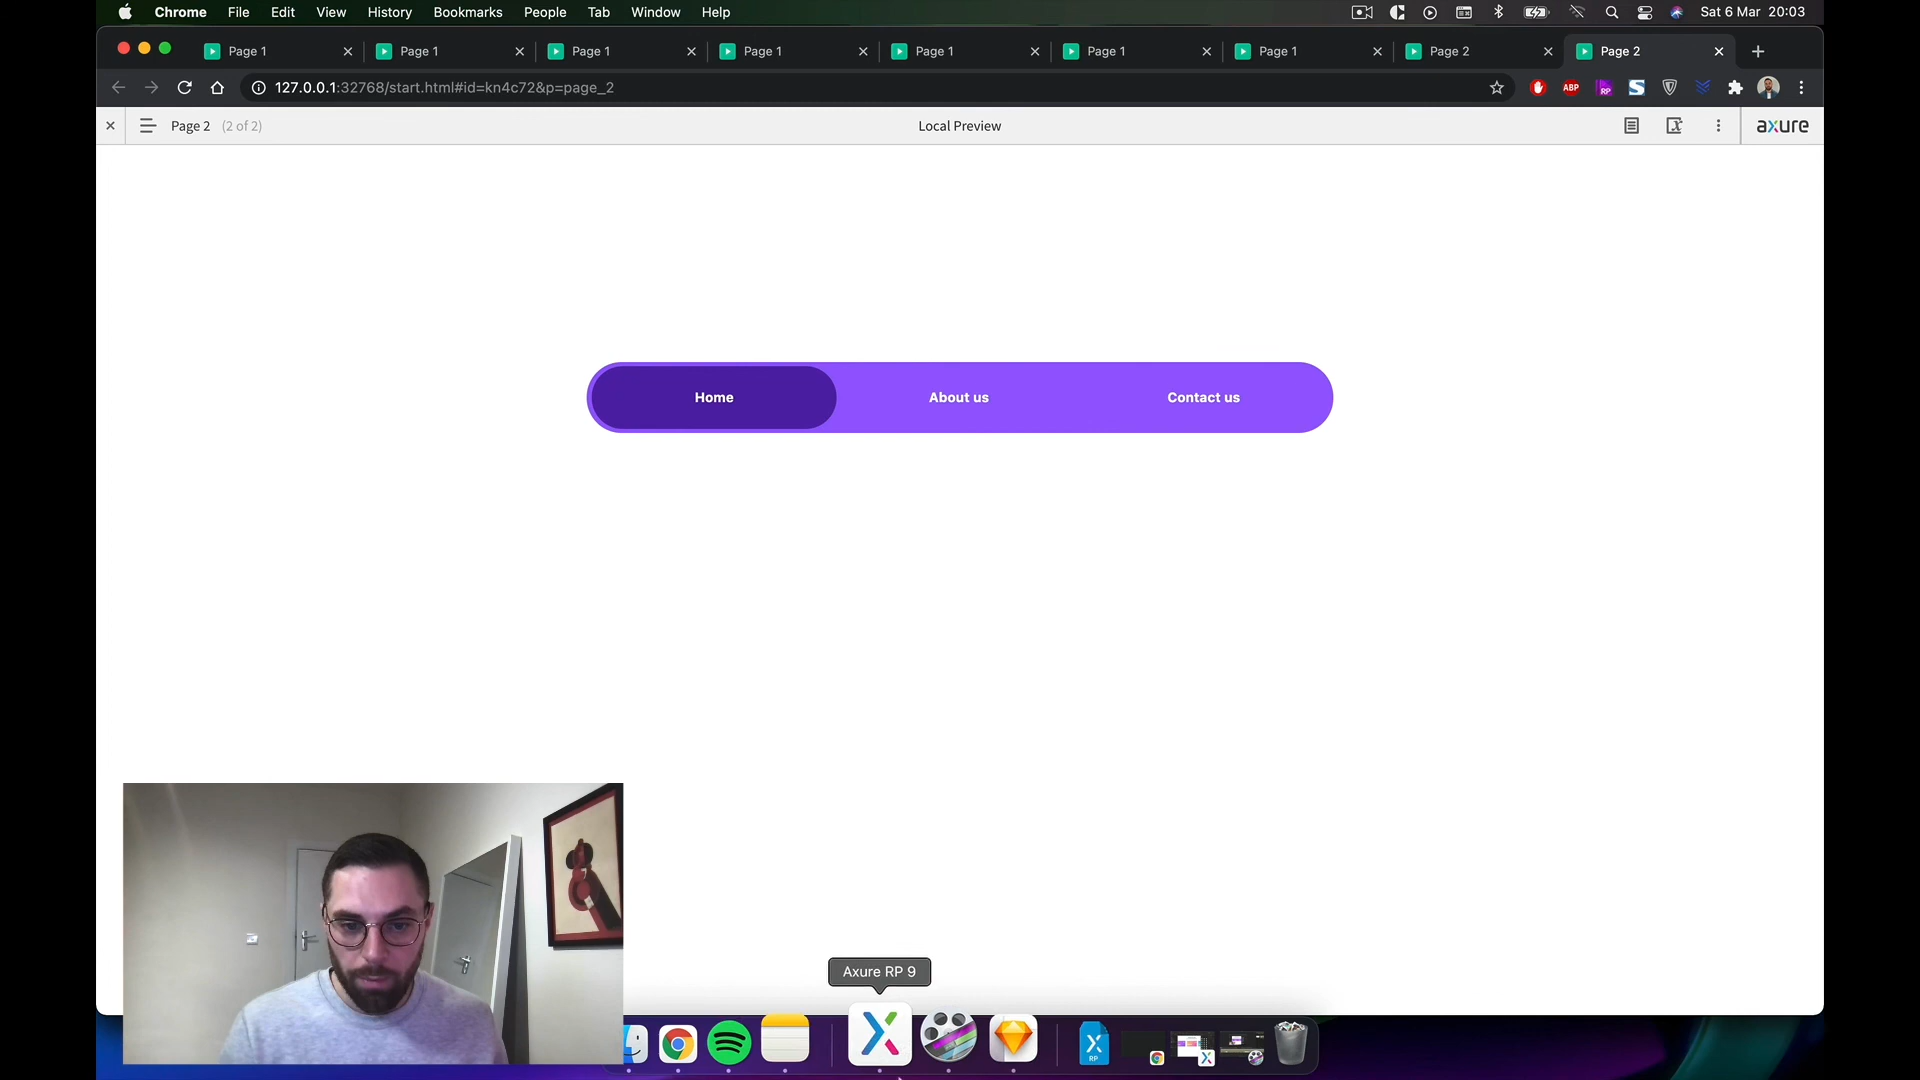 Chrome File Edit View History Bookmarks People Tab Window Help Sat 6 Mar 20:03
Page 1 Page 1 Page 1 Page 1 Page 1 Page 1 Page 1 Page 2 Page 2
127.0.0.1:32768/start.html#id=kn4c72&p=page_2 ABP RP
Page 2 (2 of 2) Local Preview axure
Home About us Contact us
Axure RP 9
RP